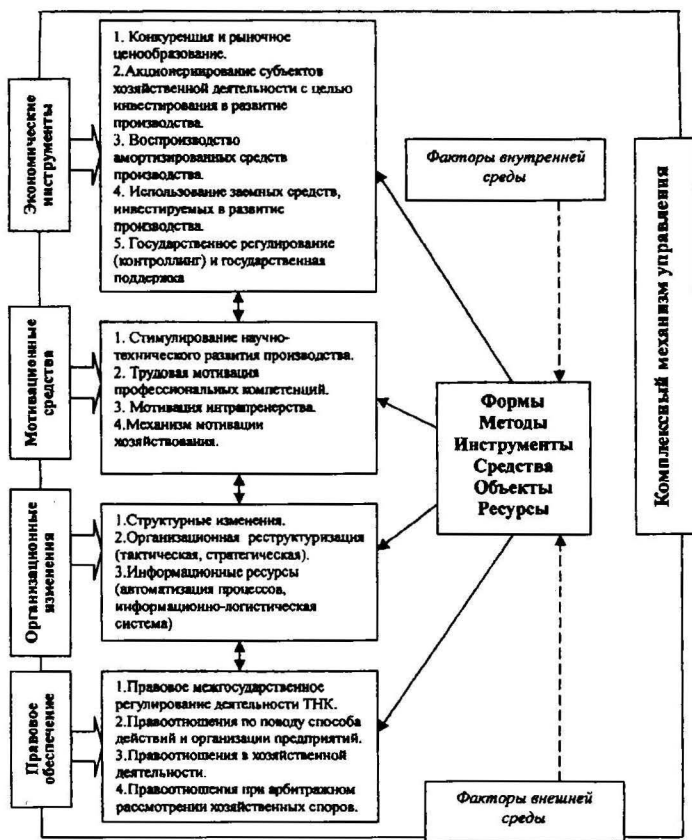 Экономические
инструменты
1. Конкуренция и рыночное
ценообразование.
2.Акционернирование субъектов
хозяйственной деятельности с целью
инвестирования в развитие
производства.
3. Воспроизводство
амортизированных средств
производства.
4. Использование заемных средств,
инвестируемых в развитие
производства.
5. Государственное регулирование
(контроллинг) и государственная
поддержка
Мотивационные
средства
1. Стимулирование научно-
технического развития производства.
2. Трудовая мотивация
профессиональных компетенций.
3. Мотивация интрапренерства.
4.Механизм мотивации
хозяйствования.
Организационные
изменения
1.Структурные изменения.
2.Организационная реструктуризация
(тактическая, стратегическая).
3.Информационные ресурсы
(автоматизация процессов,
информационно-логистическая
система)
Правовое
обеспечение
1.Правовое межгосударственное
регулирование деятельности ТНК.
2.Правоотношения по поводу способа
действий и организации предприятий.
3.Правоотношения в хозяйственной
деятельности.
4.Правоотношения при арбитражном
рассмотрении хозяйственных споров.
Факторы внутренней
среды
Формы
Методы
Инструменты
Средства
Объекты
Ресурсы
Факторы внешней
среды
Комплексный механизм управления